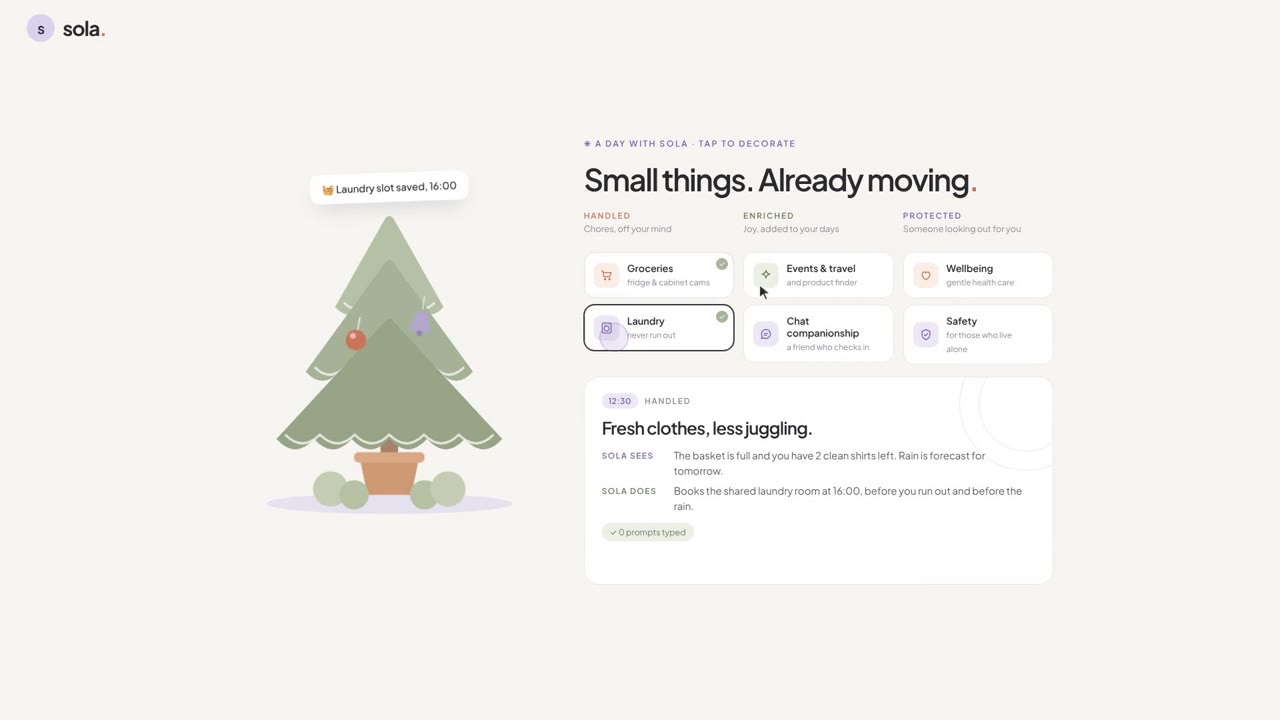 s
sola.
✷ A DAY WITH SOLA · TAP TO DECORATE
Small things. Already moving.
🧺 Laundry slot saved, 16:00
HANDLED
Chores, off your mind
ENRICHED
Joy, added to your days
PROTECTED
Someone looking out for you
Groceries
fridge & cabinet cams
Events & travel
and product finder
Wellbeing
gentle health care
Laundry
never run out
Chat
companionship
a friend who checks in
Safety
for those who live
alone
12:30 HANDLED
Fresh clothes, less juggling.
SOLA SEES
The basket is full and you have 2 clean shirts left. Rain is forecast for
tomorrow.
SOLA DOES
Books the shared laundry room at 16:00, before you run out and before the
rain.
✓ 0 prompts typed